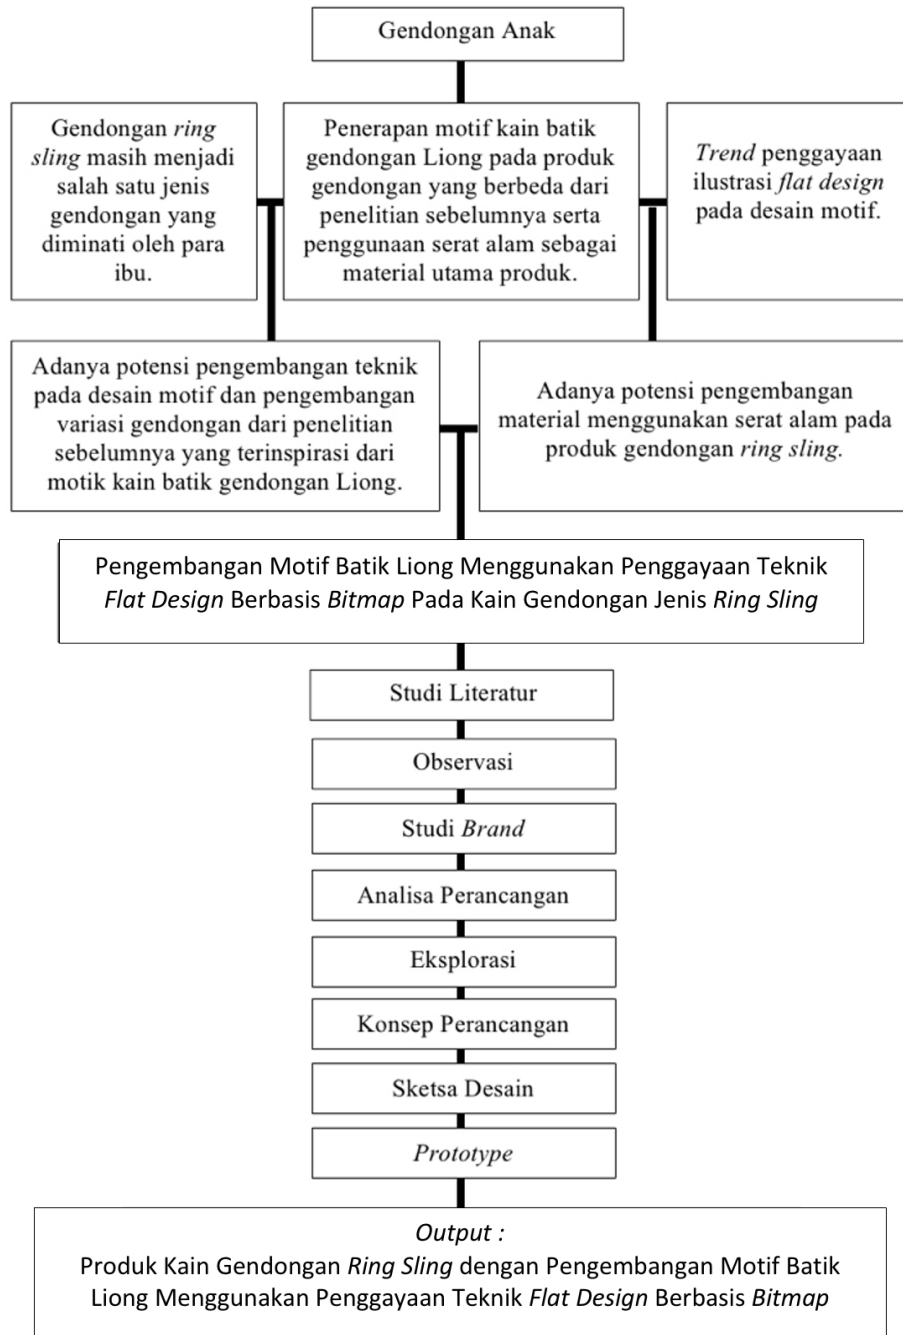 Gendongan Anak
Gendongan ring
sling masih menjadi
salah satu jenis
gendongan yang
diminati oleh para
ibu.
Penerapan motif kain batik
gendongan Liong pada produk
gendongan yang berbeda dari
penelitian sebelumnya serta
penggunaan serat alam sebagai
material utama produk.
Trend penggayaan
ilustrasi flat design
pada desain motif.
Adanya potensi pengembangan teknik
pada desain motif dan pengembangan
variasi gendongan dari penelitian
sebelumnya yang terinspirasi dari
motik kain batik gendongan Liong.
Adanya potensi pengembangan
material menggunakan serat alam pada
produk gendongan ring sling.
Pengembangan Motif Batik Liong Menggunakan Penggayaan Teknik
Flat Design Berbasis Bitmap Pada Kain Gendongan Jenis Ring Sling
Studi Literatur
Observasi
Studi Brand
Analisa Perancangan
Eksplorasi
Konsep Perancangan
Sketsa Desain
Prototype
Output :
Produk Kain Gendongan Ring Sling dengan Pengembangan Motif Batik
Liong Menggunakan Penggayaan Teknik Flat Design Berbasis Bitmap